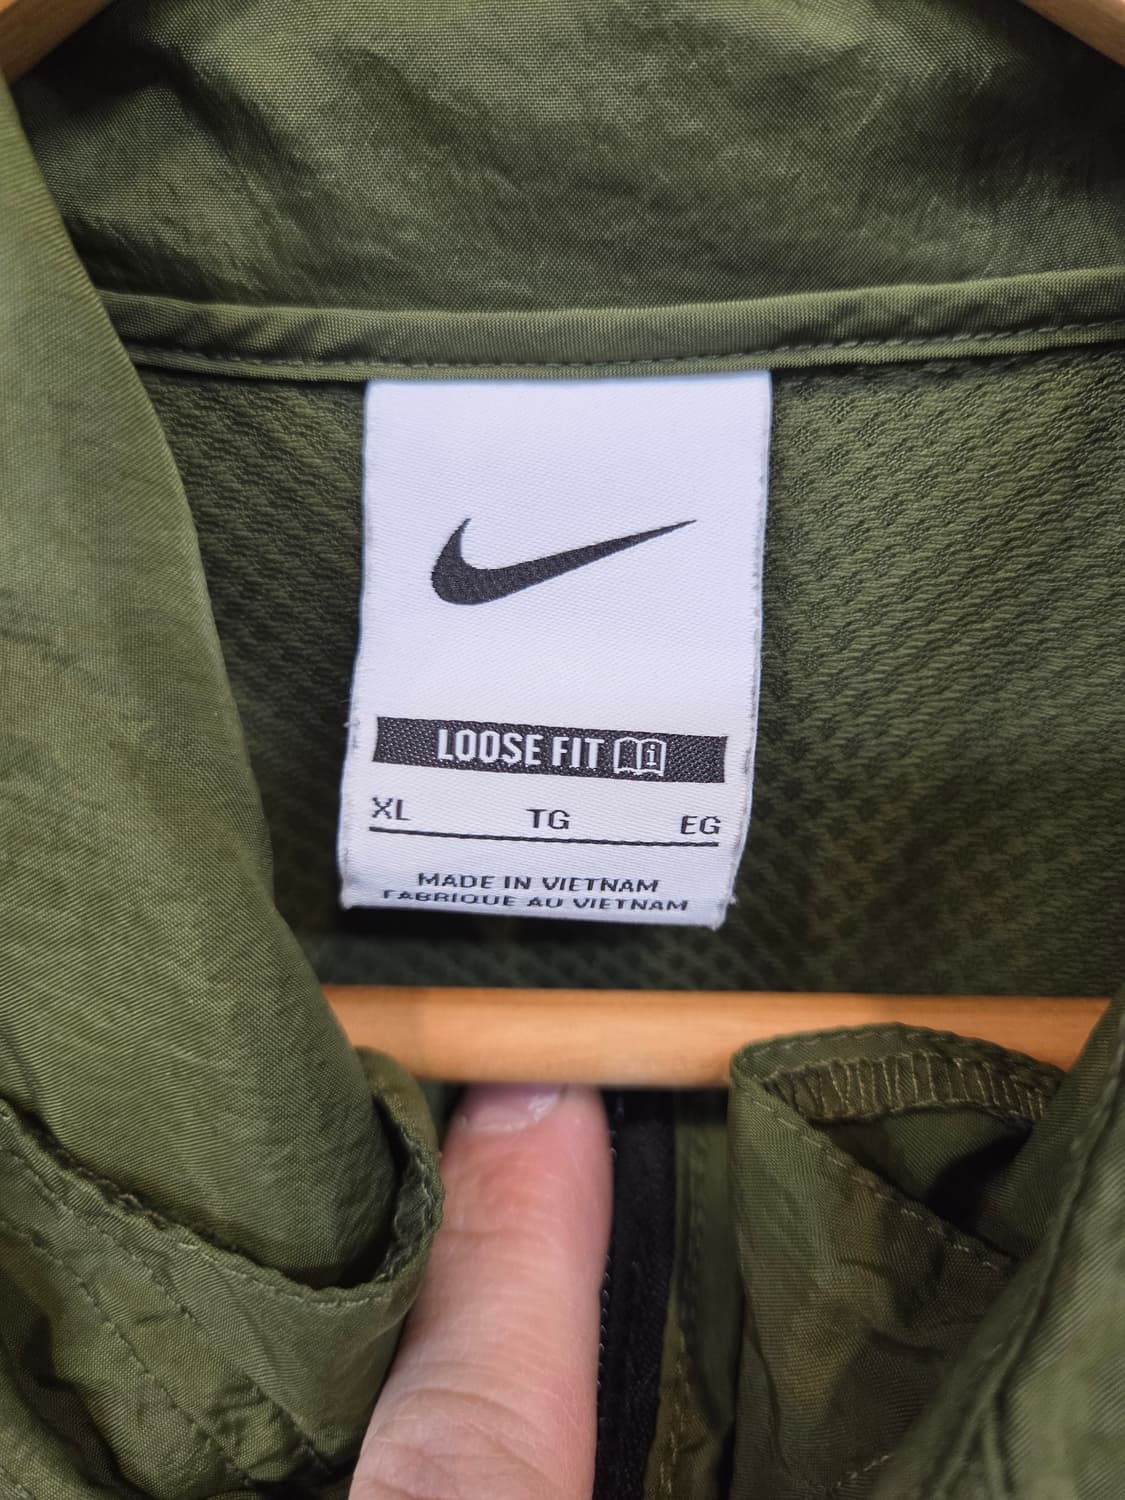 LOOSE FIT
XL TG EG
MADE IN VIETNAM
FABRIQUE AU VIETNAM